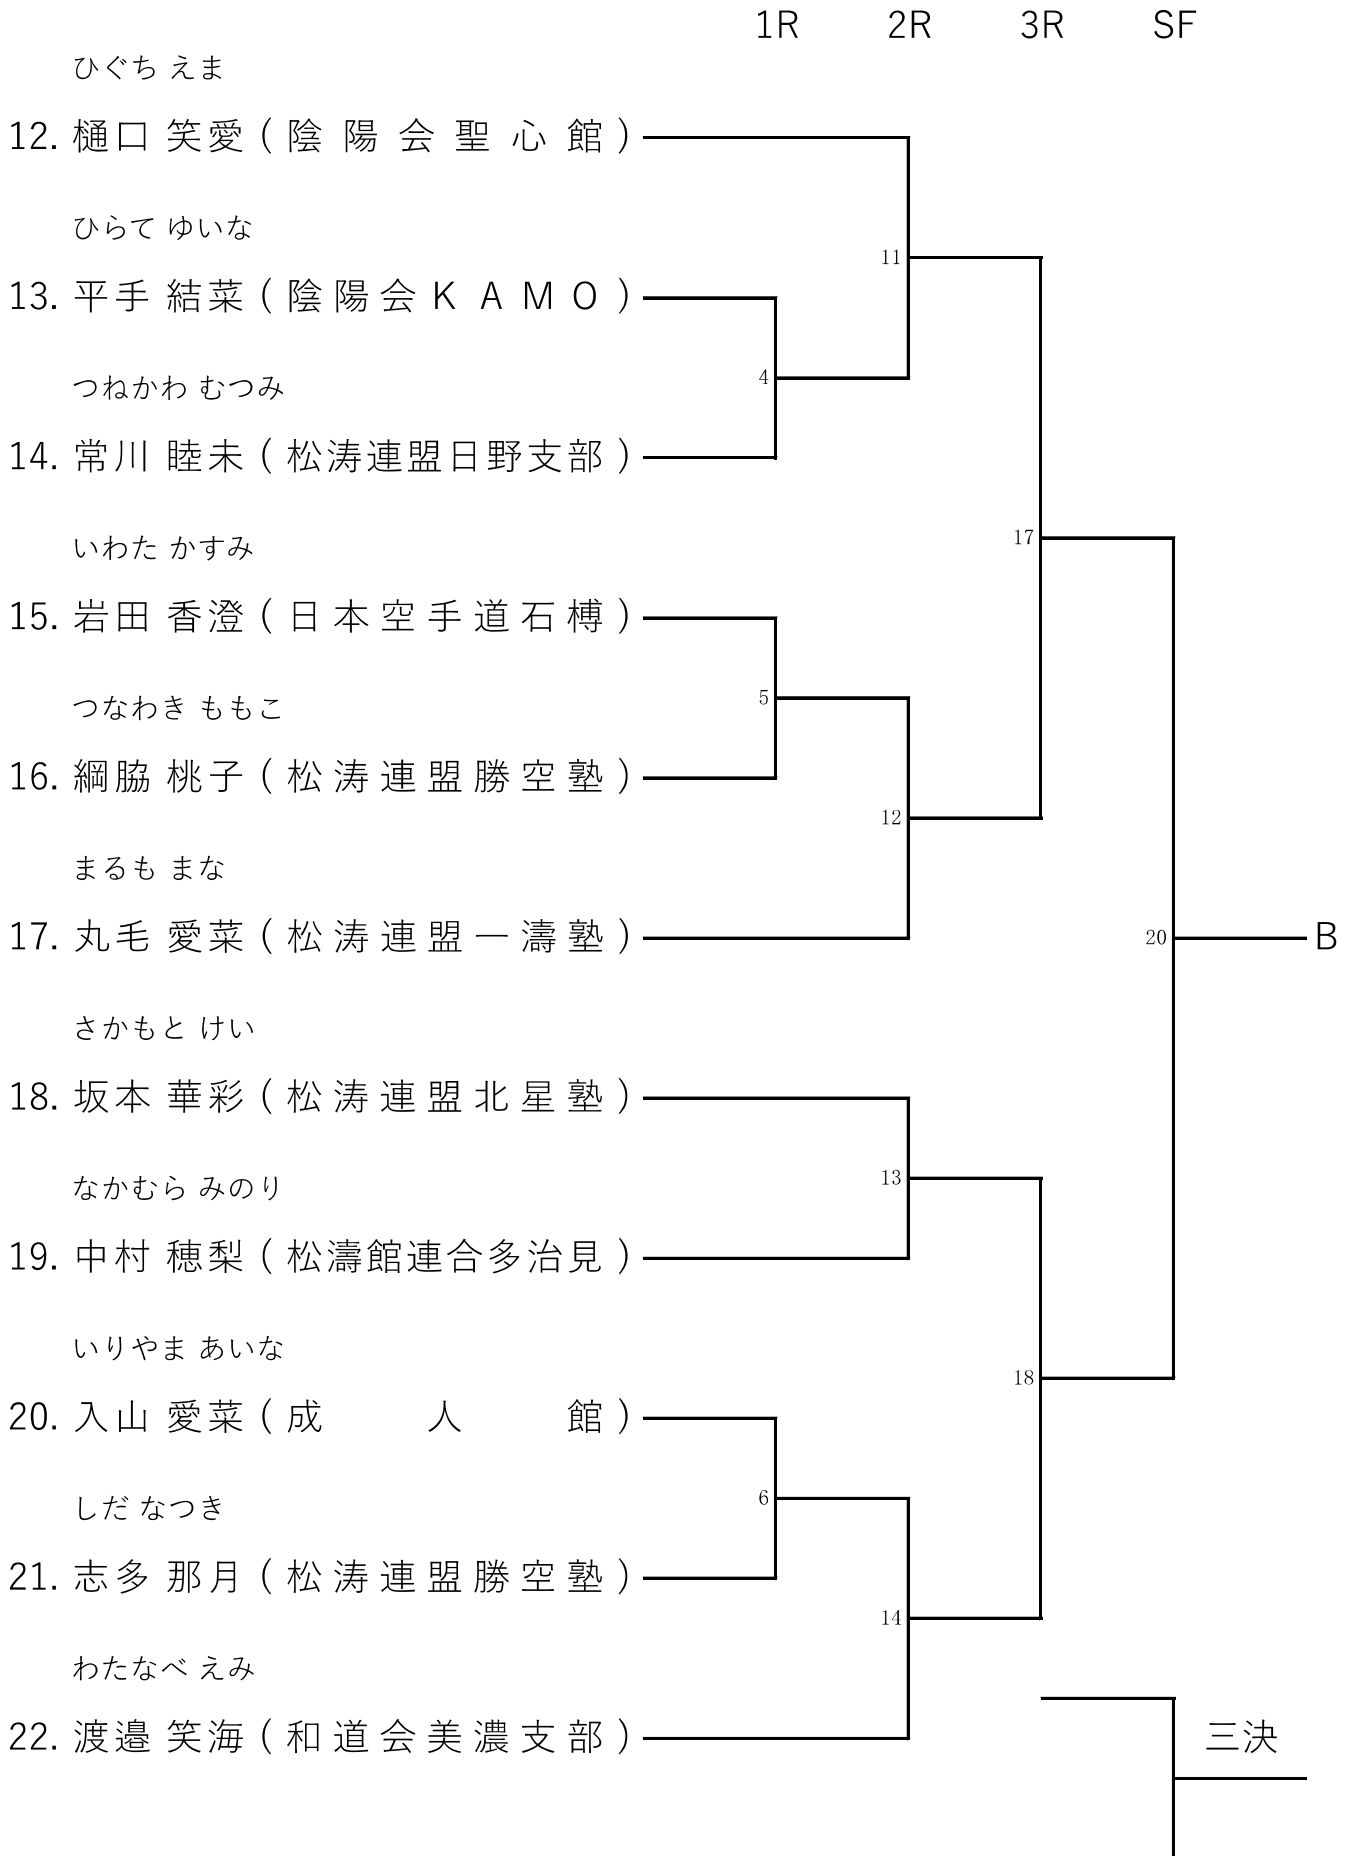 1R 2R 3R SF
ひぐち えま
12. 樋口 笑愛 ( 陰陽会聖心館 )
ひらて ゆいな
11
13. 平手 結菜 ( 陰陽会KAMO )
つねかわ むつみ
4
14. 常川 睦未 ( 松涛連盟日野支部 )
いわた かすみ
17
15. 岩田 香澄 ( 日本空手道石榑 )
つなわき ももこ
5
16. 綱脇 桃子 ( 松涛連盟勝空塾 )
12
まるも まな
17. 丸毛 愛菜 ( 松涛連盟一濤塾 )
20 B
さかもと けい
18. 坂本 華彩 ( 松涛連盟北星塾 )
なかむら みのり
13
19. 中村 穂梨 ( 松濤館連合多治見 )
いりやま あいな
18
20. 入山 愛菜 ( 成人館 )
しだ なつき
6
21. 志多 那月 ( 松涛連盟勝空塾 )
14
わたなべ えみ
22. 渡邉 笑海 ( 和道会美濃支部 )
三決